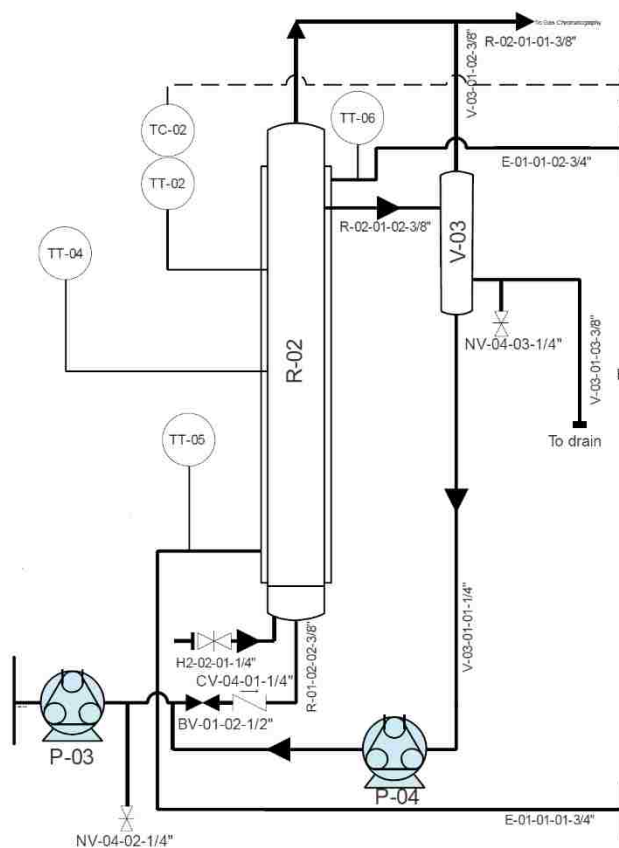 To Gas Chromatography
R-02-01-01-3/8"
V-03-01-02-3/8"
TC-02
TT-06
TT-02
E-01-01-02-3/4"
R-02-01-02-3/8"
V-03
TT-04
R-02
NV-04-03-1/4"
V-03-01-03-3/8"
TT-05
To drain
V-03-01-01-1/4"
H2-02-01-1/4"
R-01-02-02-3/8"
CV-04-01-1/4"
BV-01-02-1/2"
P-03
P-04
E-01-01-01-3/4"
NV-04-02-1/4"